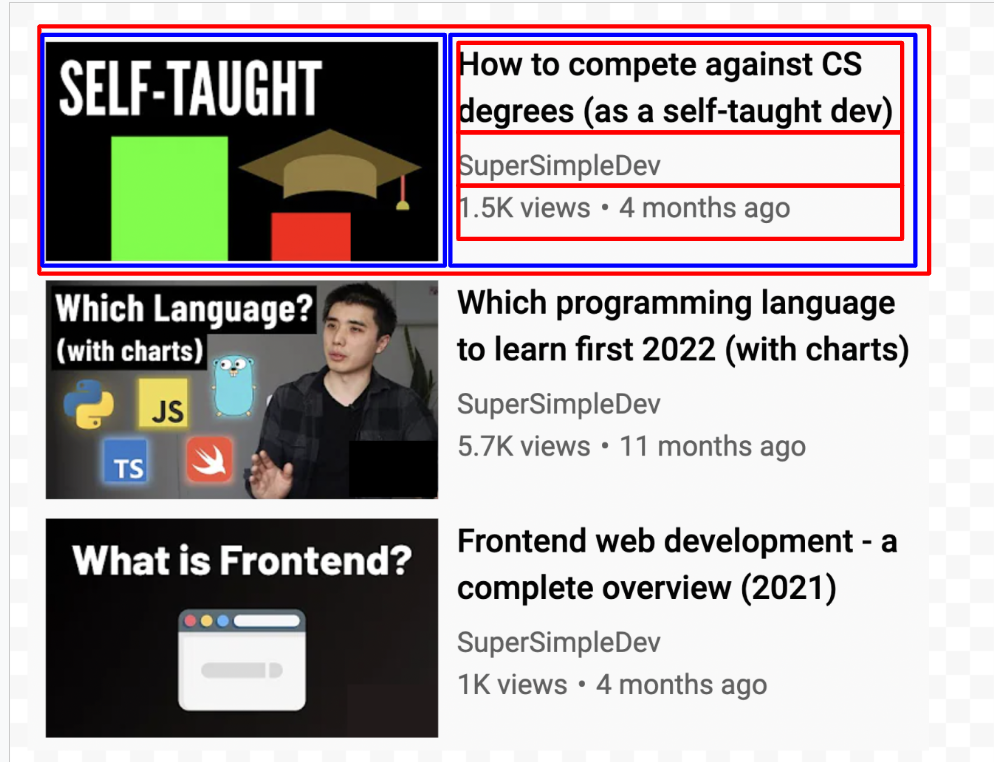 SELF-TAUGHT
How to compete against CS
degrees (as a self-taught dev)
SuperSimpleDev
1.5K views • 4 months ago
Which Language?
(with charts)
JS
TS
Which programming language
to learn first 2022 (with charts)
SuperSimpleDev
5.7K views • 11 months ago
What is Frontend?
Frontend web development - a
complete overview (2021)
SuperSimpleDev
1K views • 4 months ago